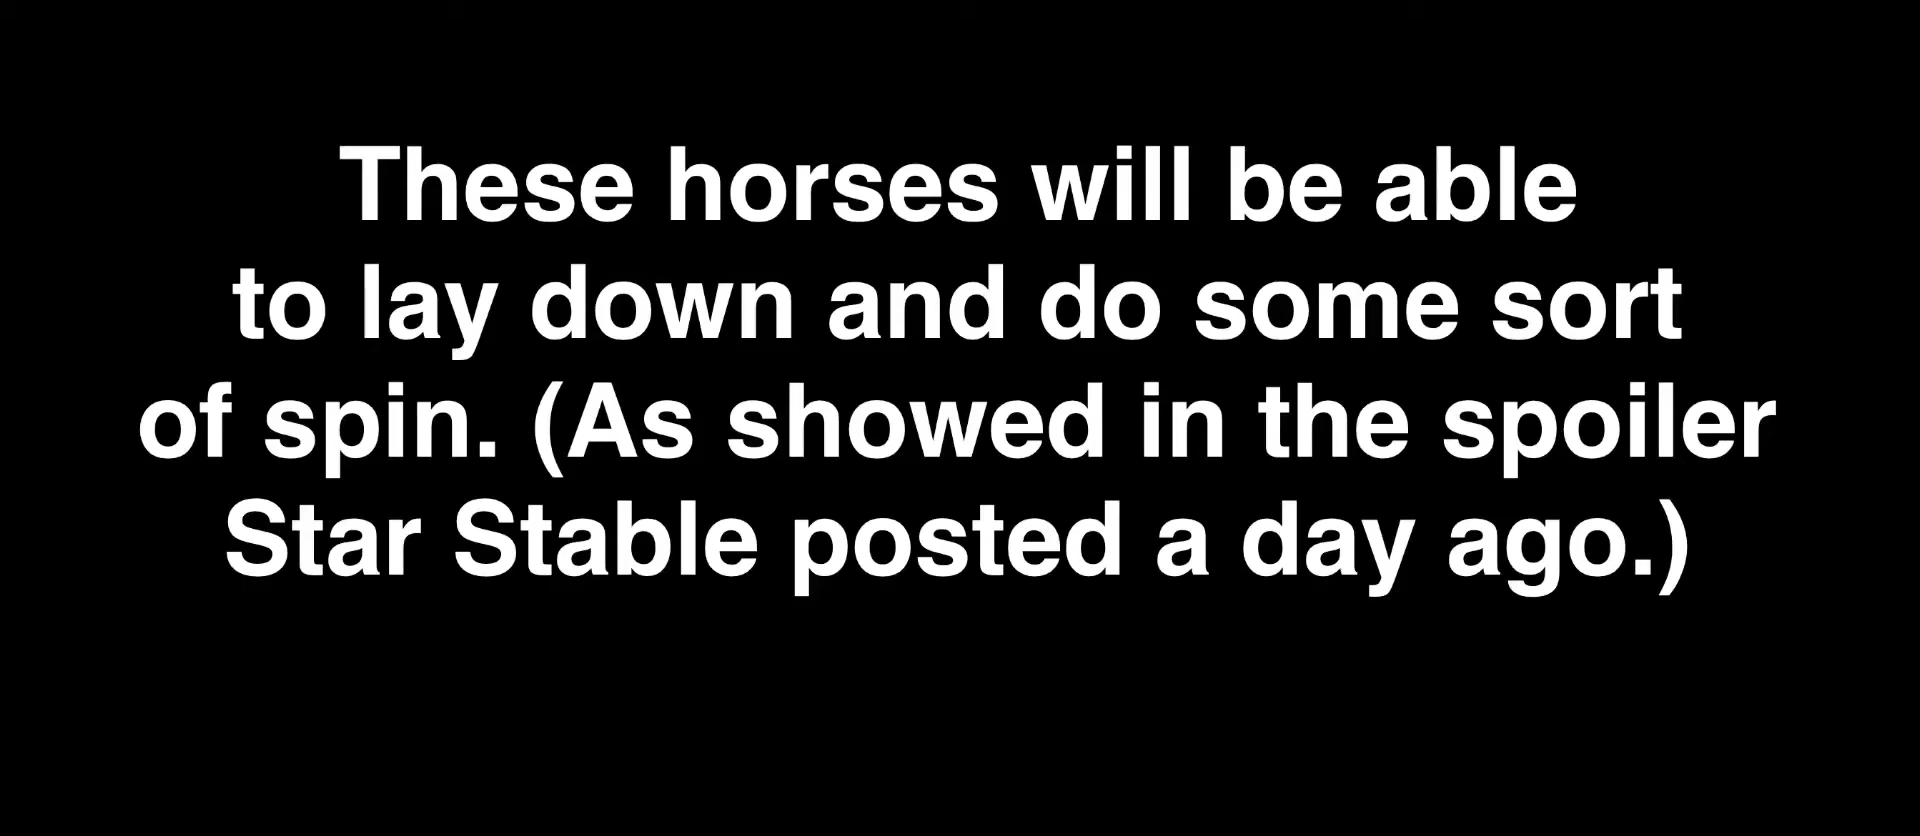 These horses will be able
to lay down and do some sort
of spin. (As showed in the spoiler
Star Stable posted a day ago.)